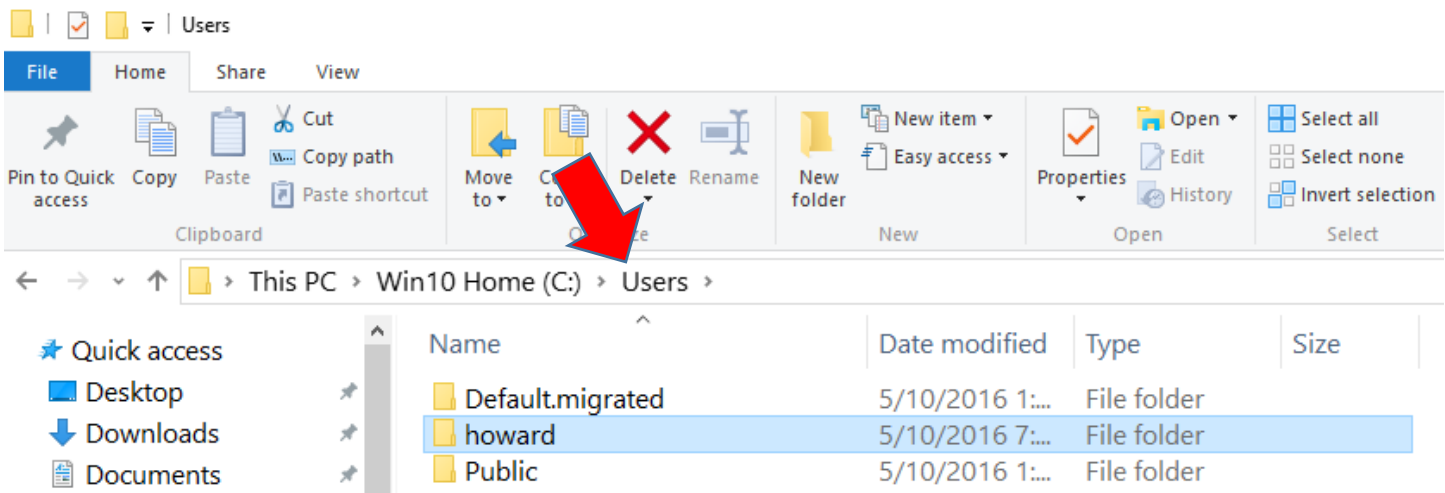 Users
File Home Share View
Pin to Quick access
Copy
Paste
Cut
Copy path
Paste shortcut
Clipboard
Move to
to
Delete
Rename
New folder
New item
Easy access
New
Properties
Open
Edit
History
Open
Select all
Select none
Invert selection
Select
This PC > Win10 Home (C:) > Users >
Quick access
Desktop
Downloads
Documents
Name Date modified Type Size
Default.migrated 5/10/2016 1:... File folder
howard 5/10/2016 7:... File folder
Public 5/10/2016 1:... File folder